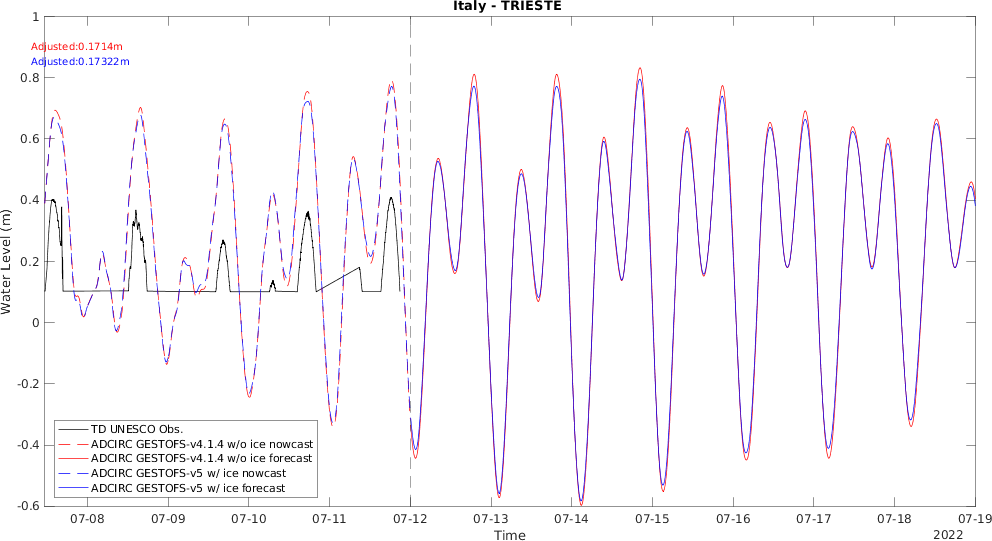 Italy - TRIESTE
1
Adjusted:0.1714m
Adjusted:0.17322m
0.8
0.6
0.4
0.2
0
-0.2
-0.4
-0.6
Water Level (m)
TD UNESCO Obs.
ADCIRC GESTOFS-v4.1.4 w/o ice nowcast
ADCIRC GESTOFS-v4.1.4 w/o ice forecast
ADCIRC GESTOFS-v5 w/ ice nowcast
ADCIRC GESTOFS-v5 w/ ice forecast
07-08 07-09 07-10 07-11 07-12 07-13 07-14 07-15 07-16 07-17 07-18 07-19
Time
2022